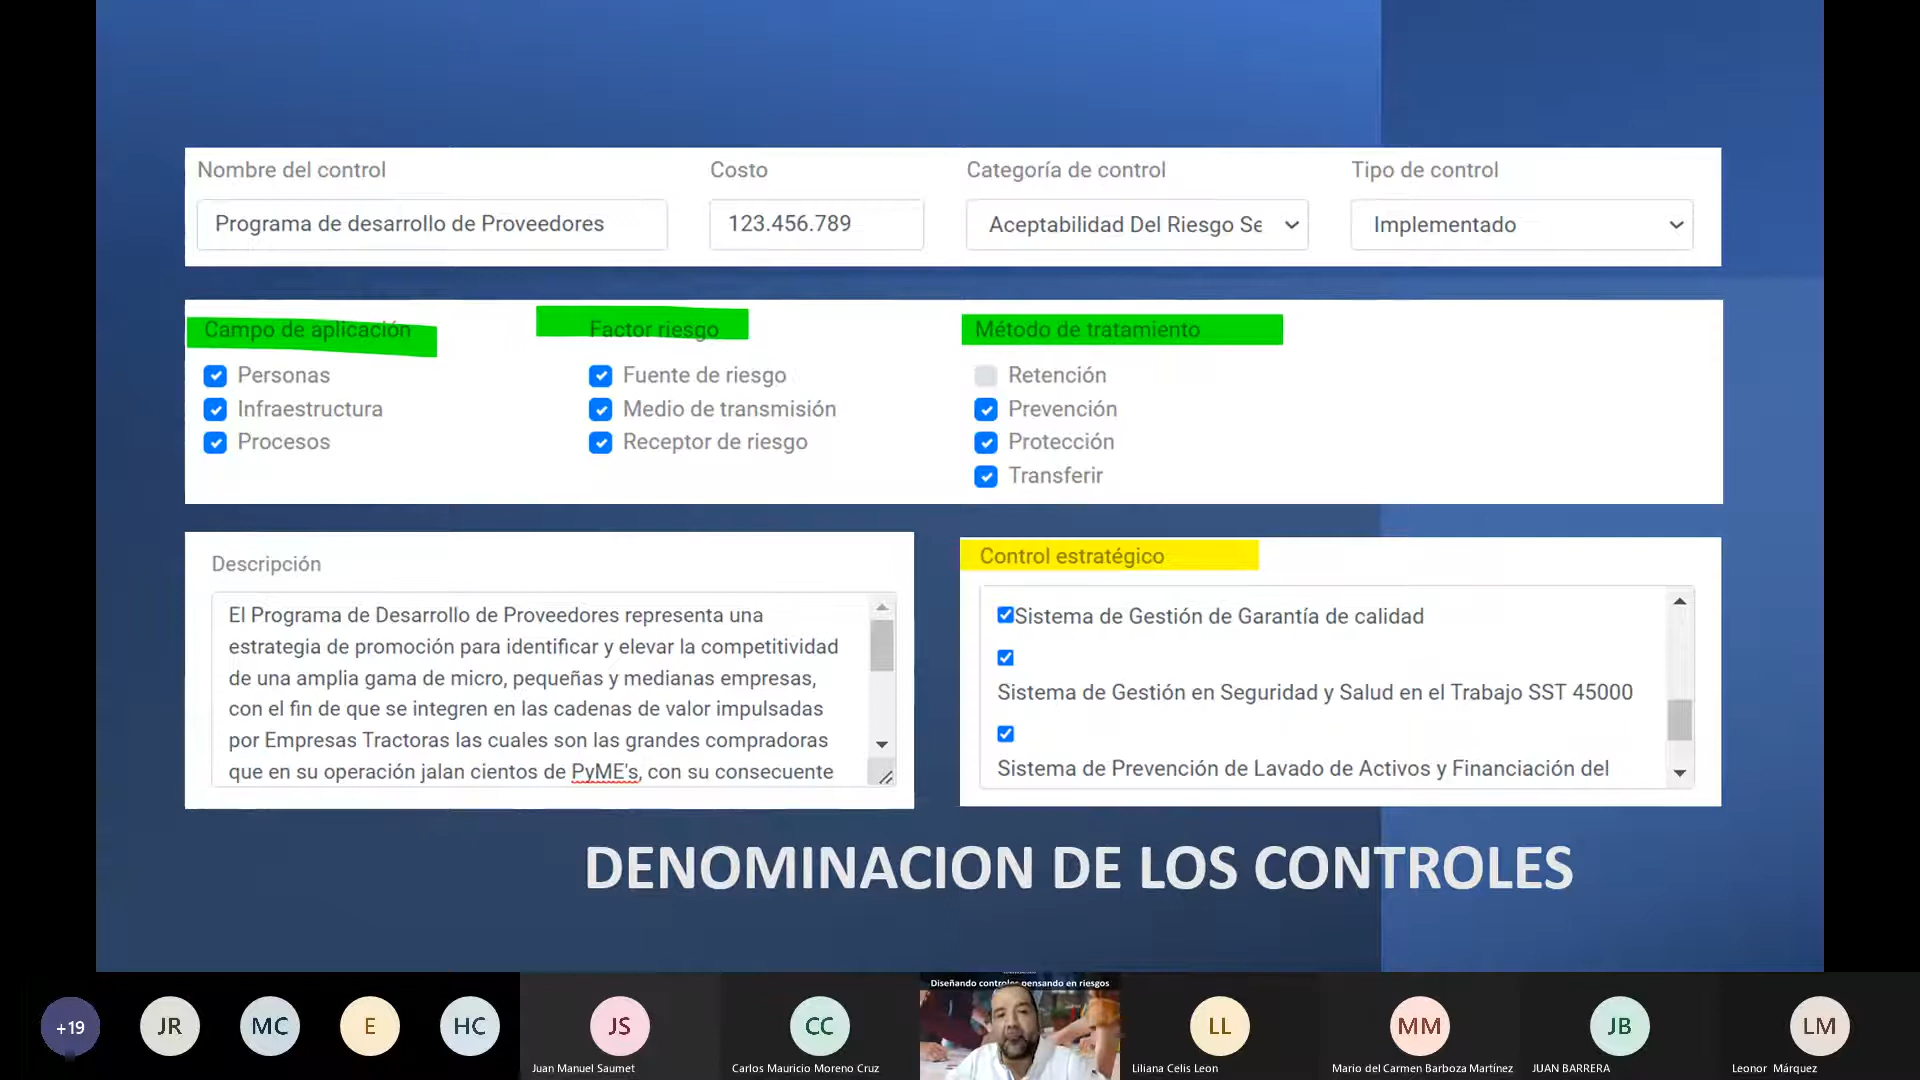 Nombre del control
Costo
Categoría de control
Tipo de control
Programa de desarrollo de Proveedores
123.456.789
Aceptabilidad Del Riesgo Se
Implementado
Campo de aplicación
Factor riesgo
Método de tratamiento
Personas
Fuente de riesgo
Retención
Infraestructura
Medio de transmisión
Prevención
Procesos
Receptor de riesgo
Protección
Transferir
Descripción
El Programa de Desarrollo de Proveedores representa una
estrategia de promoción para identificar y elevar la competitividad
de una amplia gama de micro, pequeñas y medianas empresas,
con el fin de que se integren en las cadenas de valor impulsadas
por Empresas Tractoras las cuales son las grandes compradoras
que en su operación jalan cientos de PyME's, con su consecuente
Control estratégico
Sistema de Gestión de Garantía de calidad
Sistema de Gestión en Seguridad y Salud en el Trabajo SST 45000
Sistema de Prevención de Lavado de Activos y Financiación del
DENOMINACION DE LOS CONTROLES
+19
JR
MC
E
HC
JS
Juan Manuel Saumet
CC
Carlos Mauricio Moreno Cruz
Diseñando controles pensando en riesgos
LL
Liliana Celis Leon
MM
Mario del Carmen Barboza Martínez
JB
JUAN BARRERA
LM
Leonor Márquez